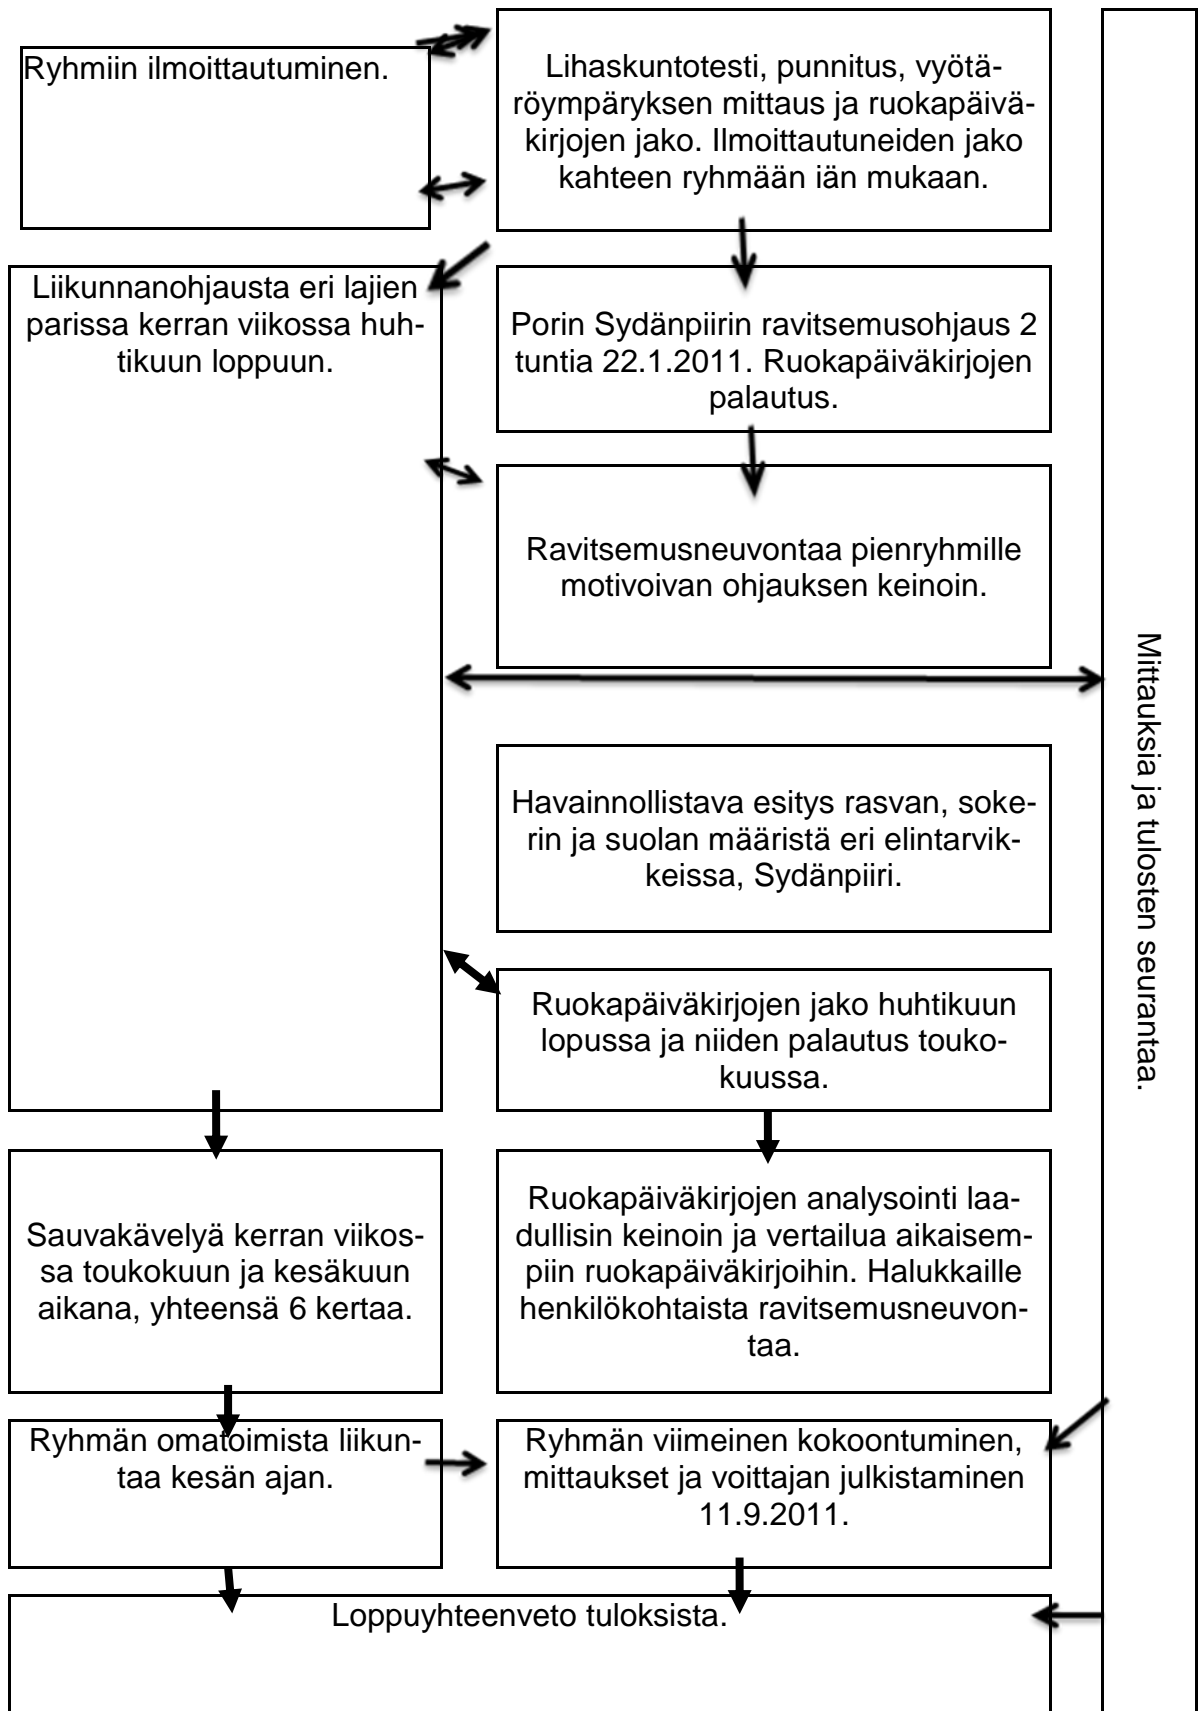 Ryhmiin ilmoittautuminen.
Lihaskuntotesti, punnitus, vyötä-
röympäryksen mittaus ja ruokapäivä-
kirjojen jako. Ilmoittautuneiden jako
kahteen ryhmään iän mukaan.
Liikunnanohjausta eri lajien
parissa kerran viikossa huh-
tikuun loppuun.
Porin Sydänpiirin ravitsemusohjaus 2
tuntia 22.1.2011. Ruokapäiväkirjojen
palautus.
Ravitsemusneuvontaa pienryhmille
motivoivan ohjauksen keinoin.
Mittauksia ja tulosten seurantaa.
Havainnollistava esitys rasvan, soke-
rin ja suolan määristä eri elintarvik-
keissa, Sydänpiiri.
Ruokapäiväkirjojen jako huhtikuun
lopussa ja niiden palautus touko-
kuussa.
Sauvakävelyä kerran viikos-
sa toukokuun ja kesäkuun
aikana, yhteensä 6 kertaa.
Ruokapäiväkirjojen analysointi laa-
dullisin keinoin ja vertailua aikaisem-
piin ruokapäiväkirjoihin. Halukkaille
henkilökohtaista ravitsemusneuvon-
taa.
Ryhmän omatoimista liikun-
taa kesän ajan.
Ryhmän viimeinen kokoontuminen,
mittaukset ja voittajan julkistaminen
11.9.2011.
Loppuyhteenveto tuloksista.